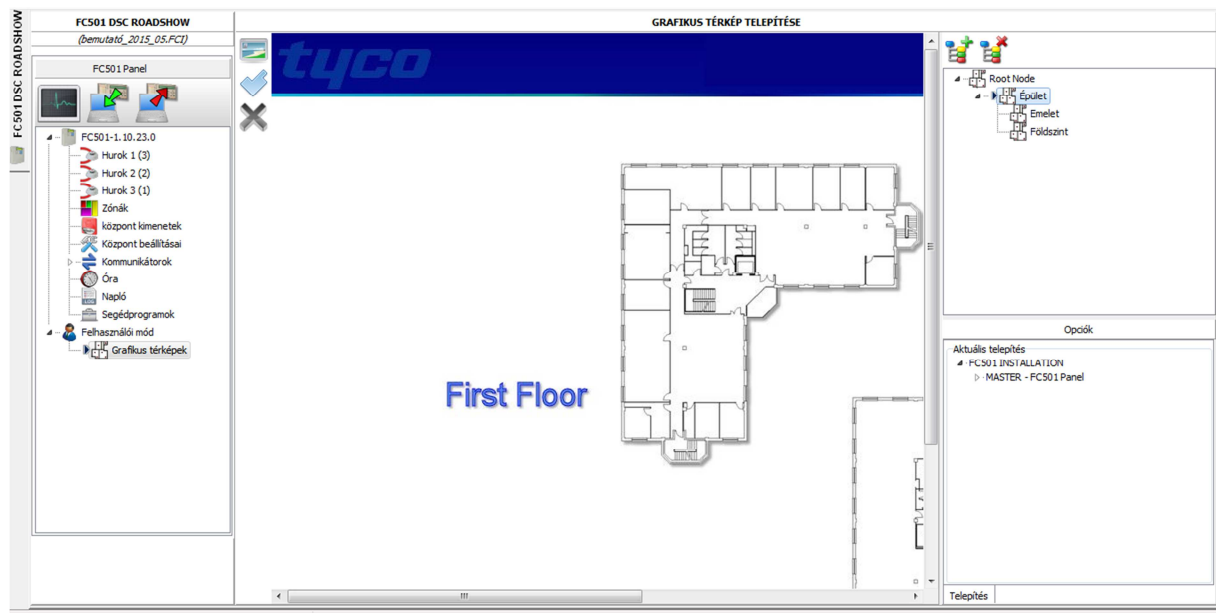 FC501 DSC ROADSHOW
FC501 DSC ROADSHOW
(bemutató_2015_05.FCI)
FC501 Panel
FC501-1.10.23.0
Hurok 1 (3)
Hurok 2 (2)
Hurok 3 (1)
Zónák
központ kimenetek
Központ beállításai
Kommunikátorok
Óra
Napló
Segédprogramok
Felhasználói mód
Grafikus térképek
GRAFIKUS TÉRKÉP TELEPÍTÉSE
tyco
First Floor
Root Node
Épület
Emelet
Földszint
Opciók
Aktuális telepítés
FC501 INSTALLATION
MASTER - FC501 Panel
Telepítés